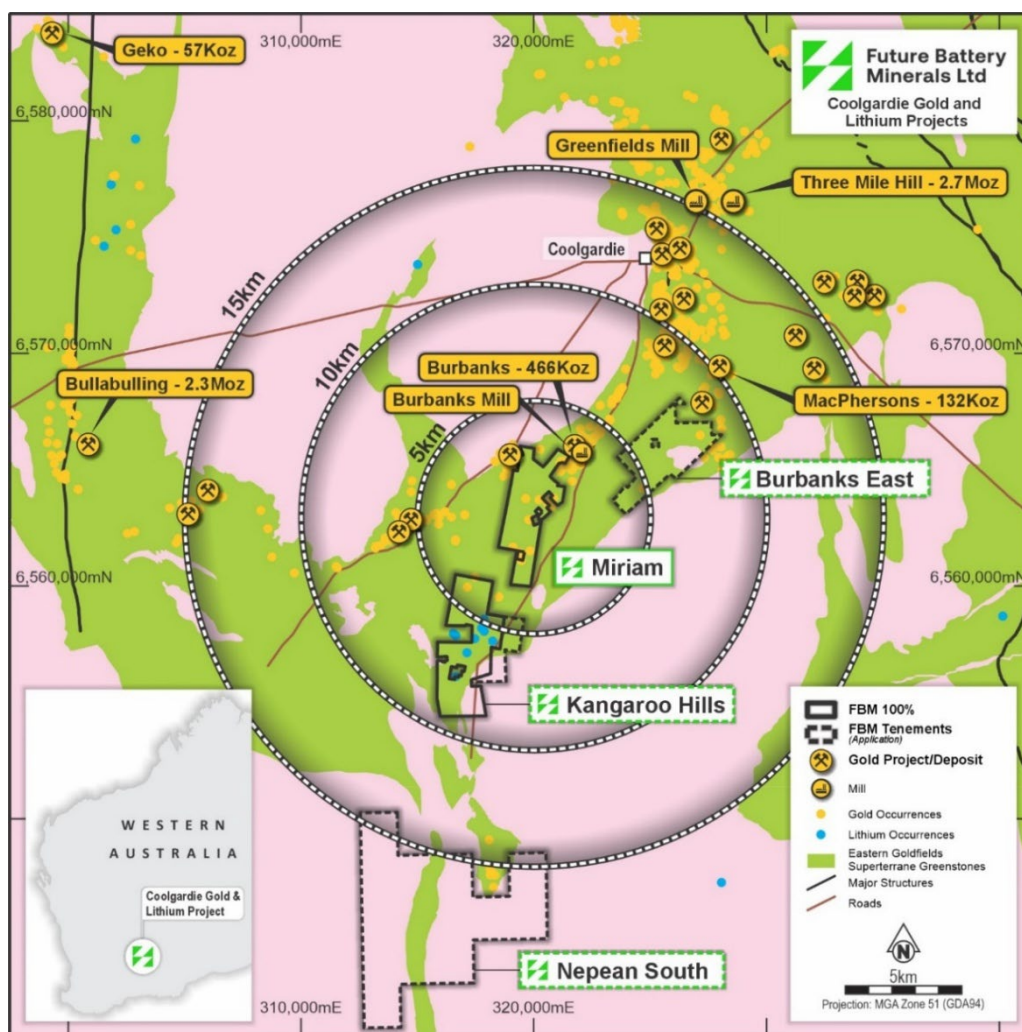 Geko - 57Koz
310,000mE
320,000mE
Future Battery
Minerals Ltd
Coolgardie Gold and
Lithium Projects
6,580,000mN
Greenfields Mill
Three Mile Hill - 2.7Moz
Coolgardie
15km
10km
5km
6,570,000mN
6,570,000mN
Bullabulling - 2.3Moz
Burbanks - 466Koz
Burbanks Mill
MacPhersons - 132Koz
Burbanks East
Miriam
6,560,000mN
6,560,000mN
Kangaroo Hills
Nepean South
310,000mE
320,000mE
WESTERN
AUSTRALIA
Coolgardie Gold &
Lithium Project
FBM 100%
FBM Tenements
(Application)
Gold Project/Deposit
Mill
Gold Occurrences
Lithium Occurrences
Eastern Goldfields
Superterrane Greenstones
Major Structures
Roads
N
5km
Projection: MGA Zone 51 (GDA94)